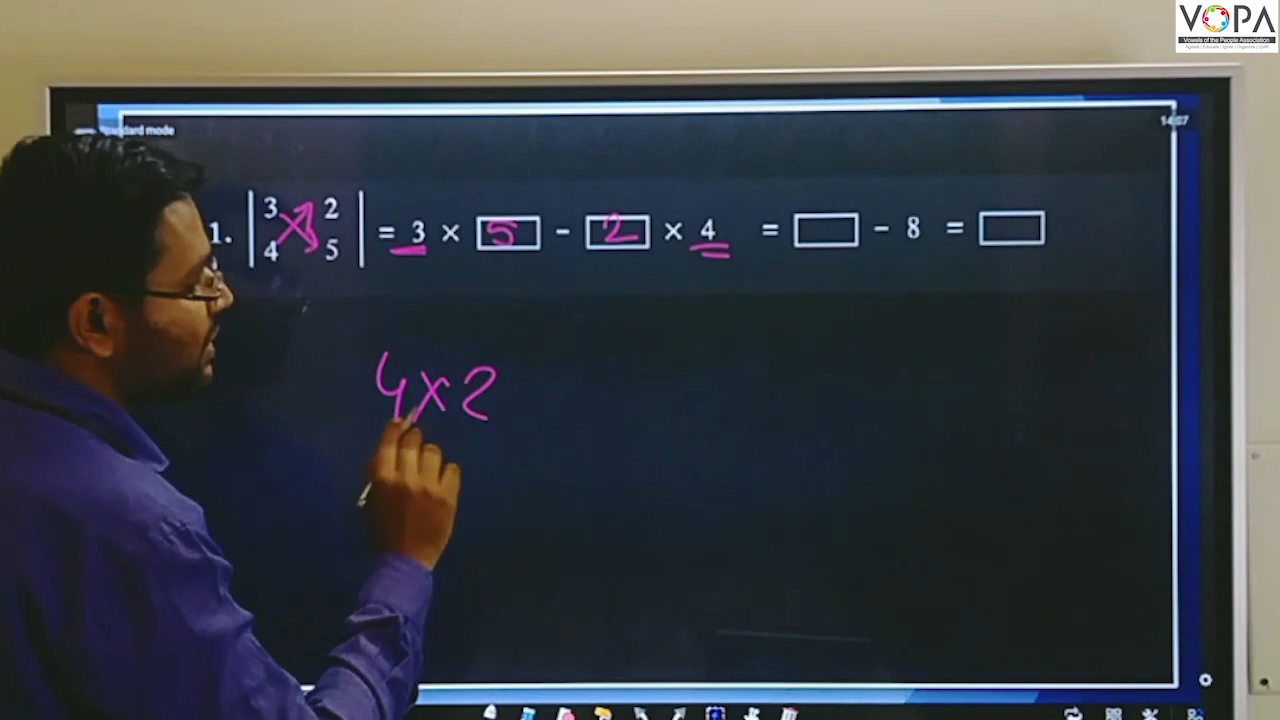 VOPA
Vowels of the People Association
Standard mode
14:07
1. | 3 2 | = 3 × 5 - 2 × 4 = □ - 8 = □
| 4 5 |
4×2